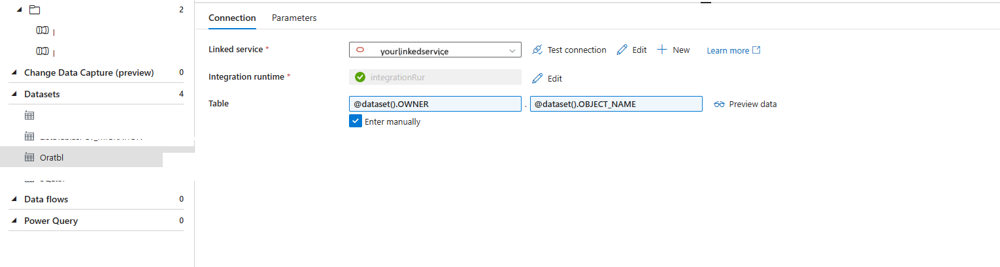 2
Connection Parameters
Linked service * yourlinkedservice Test connection Edit New Learn more
Change Data Capture (preview) 0
Integration runtime * integrationRur Edit
Datasets 4
Table @dataset().OWNER . @dataset().OBJECT_NAME Preview data
Enter manually
Oratbl
Data flows 0
Power Query 0